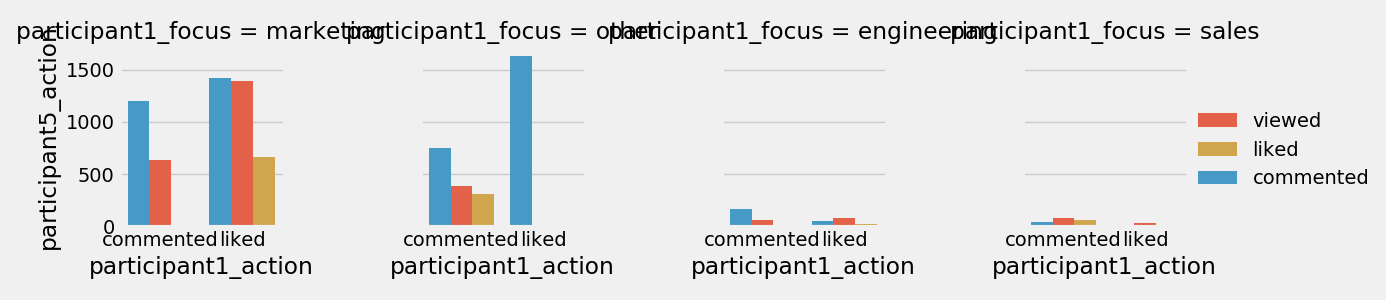 participant1_focus = marketing
participant1_focus = other
participant1_focus = engineering
participant1_focus = sales
participant5_action
1500
1000
500
0
viewed
liked
commented
commented liked
commented liked
commented liked
commented liked
participant1_action
participant1_action
participant1_action
participant1_action